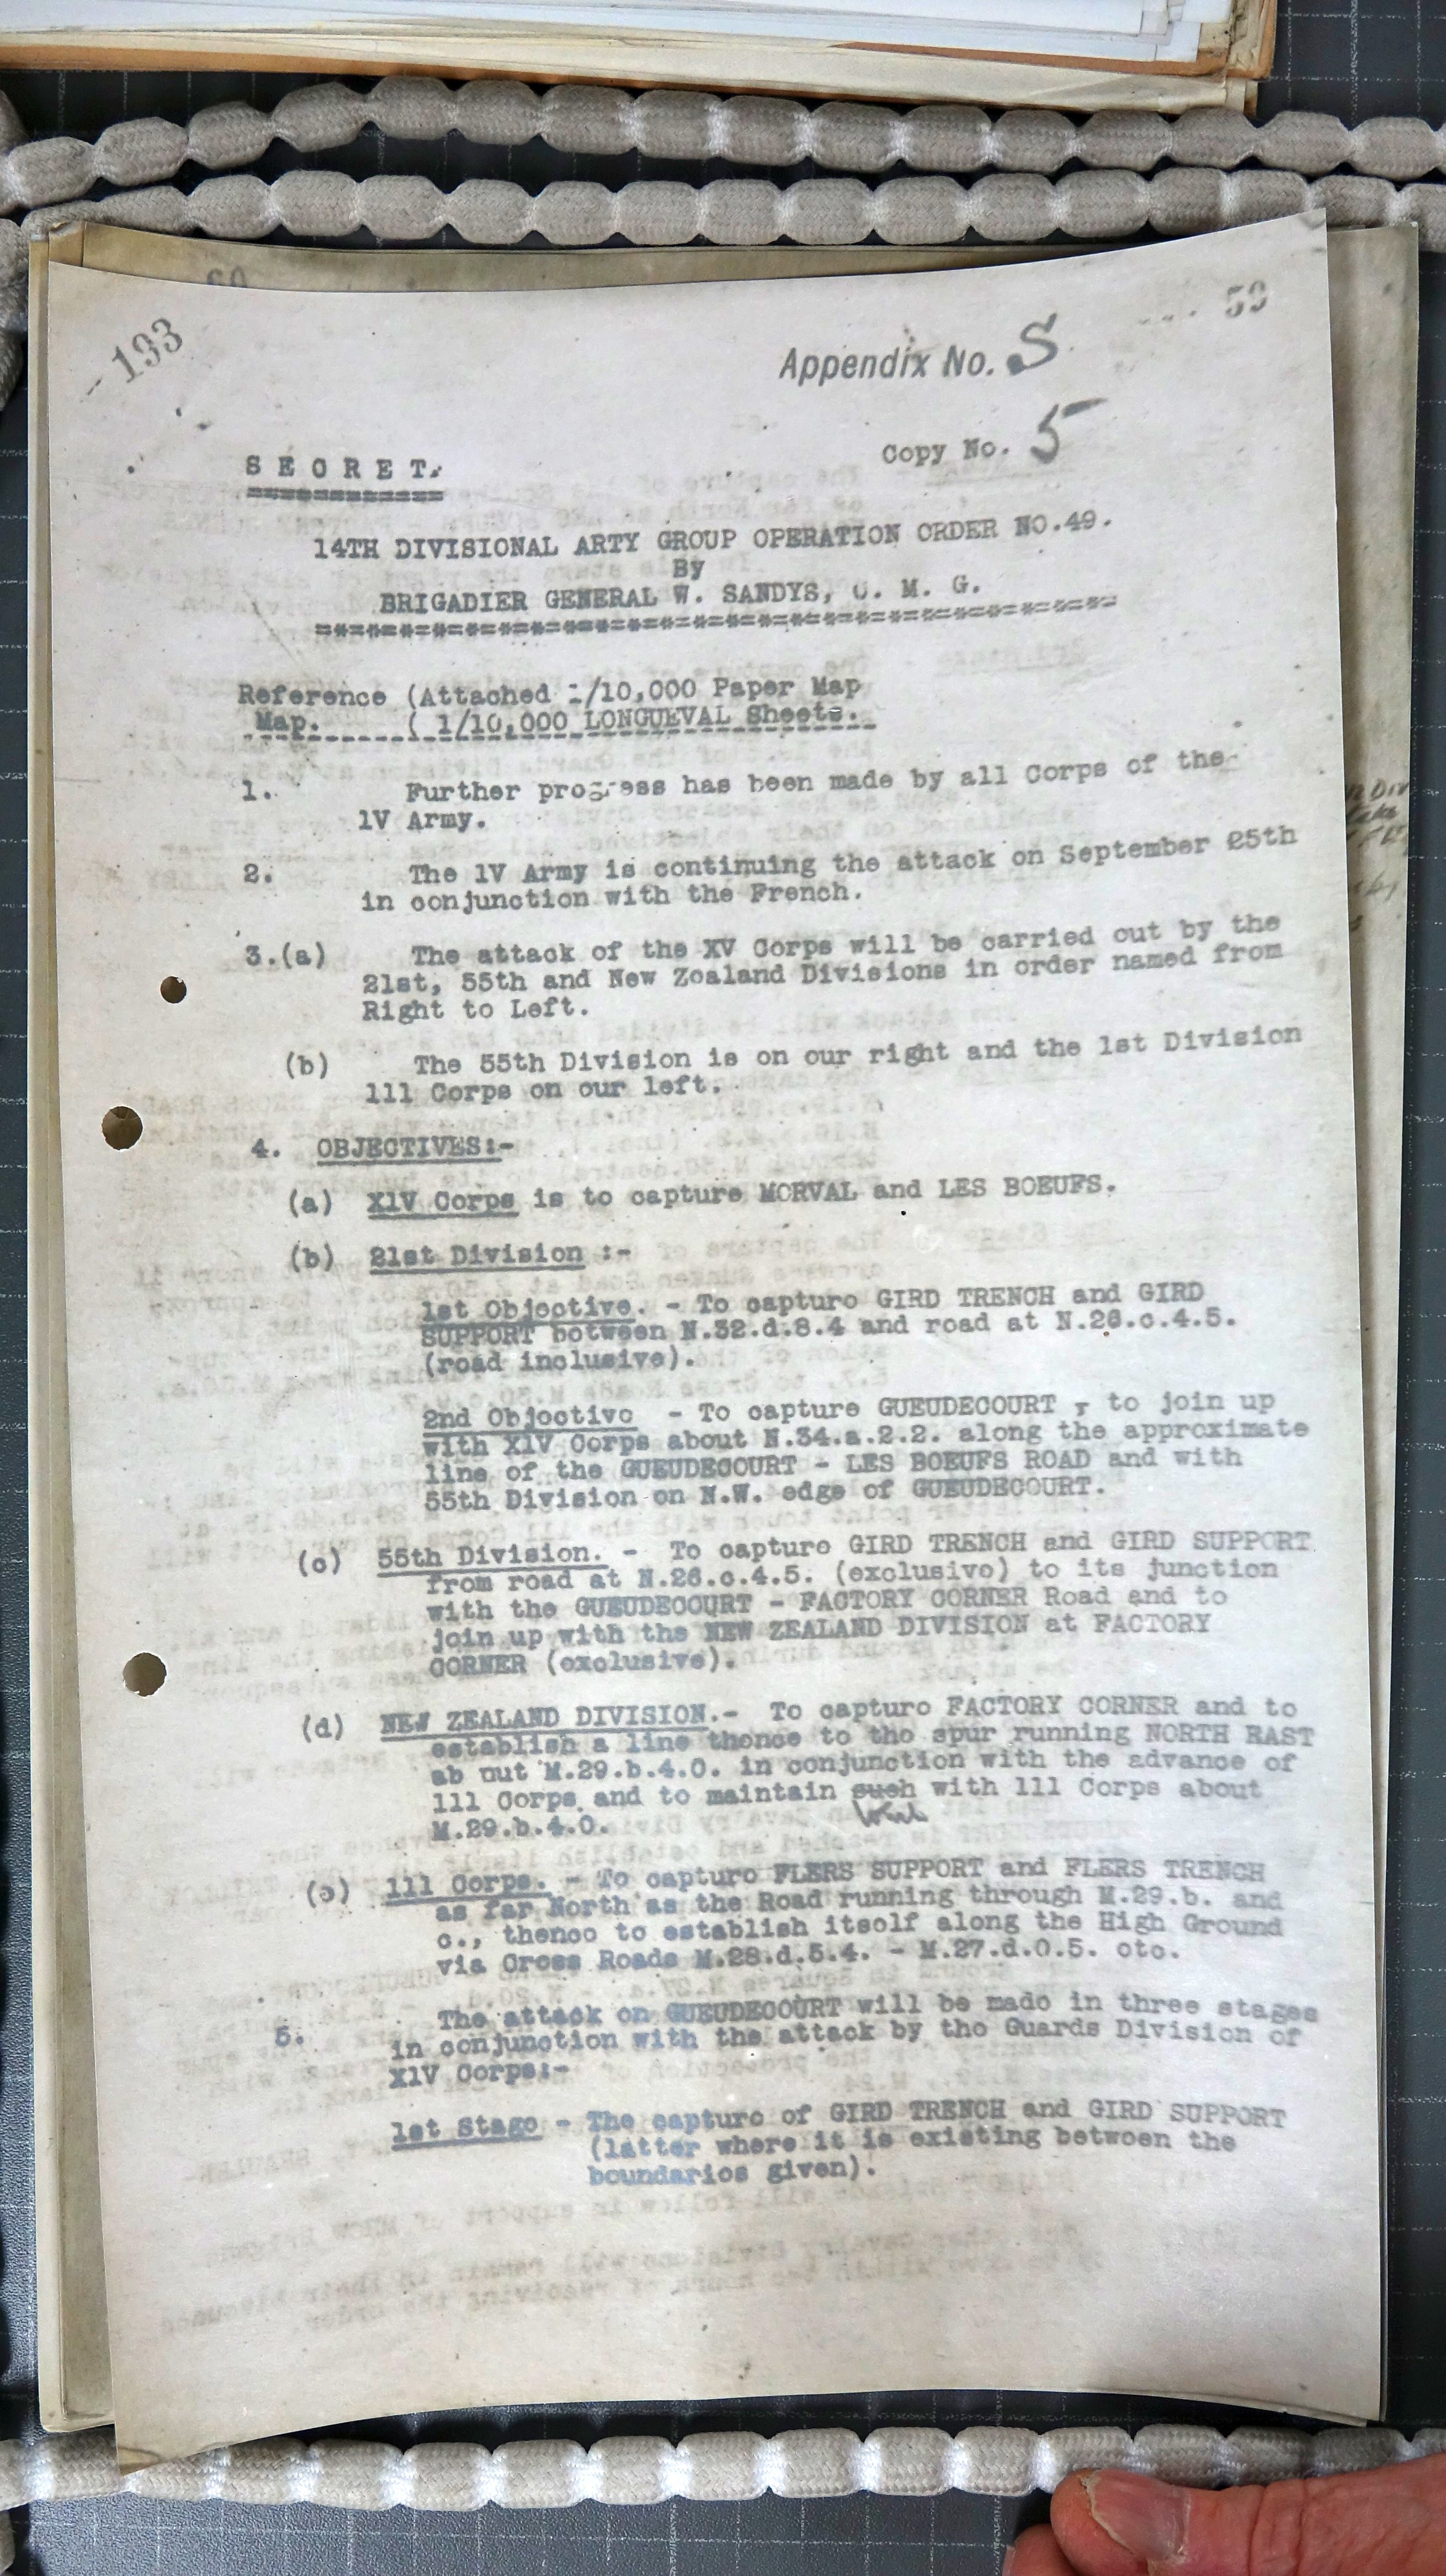 60
- 193
59
Appendix No. S
Copy No. 5
S E C R E T.
14TH DIVISIONAL ARTY GROUP OPERATION ORDER NO.49.
By
BRIGADIER GENERAL W. SANDYS, C. M. G.
Reference (Attached 1/10,000 Paper Map
Map. ( 1/10,000 LONGUEVAL Sheets.
1. Further progress has been made by all Corps of the
1V Army.
2. The 1V Army is continuing the attack on September 25th
in conjunction with the French.
3.(a) The attack of the XV Corps will be carried out by the
21st, 55th and New Zealand Divisions in order named from
Right to Left.
(b) The 55th Division is on our right and the 1st Division
111 Corps on our left.
4. OBJECTIVES:-
(a) X1V Corps is to capture MORVAL and LES BOEUFS.
(b) 21st Division :-
1st Objective. - To capture GIRD TRENCH and GIRD
SUPPORT between N.32.d.8.4 and road at N.26.c.4.5.
(road inclusive).
2nd Objective - To capture GUEUDECOURT , to join up
with X1V Corps about N.34.a.2.2. along the approximate
line of the GUEUDECOURT - LES BOEUFS ROAD and with
55th Division on N.W. edge of GUEUDECOURT.
(c) 55th Division. - To capture GIRD TRENCH and GIRD SUPPORT
from road at N.26.c.4.5. (exclusive) to its junction
with the GUEUDECOURT - FACTORY CORNER Road and to
join up with the NEW ZEALAND DIVISION at FACTORY
CORNER (exclusive).
(d) NEW ZEALAND DIVISION.- To capture FACTORY CORNER and to
establish a line thence to the spur running NORTH EAST
ab out M.29.b.4.0. in conjunction with the advance of
111 Corps and to maintain such with 111 Corps about
M.29.b.4.0.
(e) 111 Corps. - To capture FLERS SUPPORT and FLERS TRENCH
as far North as the Road running through M.29.b. and
c., thence to establish itself along the High Ground
via Cross Roads M.28.d.5.4. - M.27.d.0.5. etc.
5. The attack on GUEUDECOURT will be made in three stages
in conjunction with the attack by the Guards Division of
X1V Corps:-
1st Stage - The capture of GIRD TRENCH and GIRD SUPPORT
(latter where it is existing between the
boundaries given).